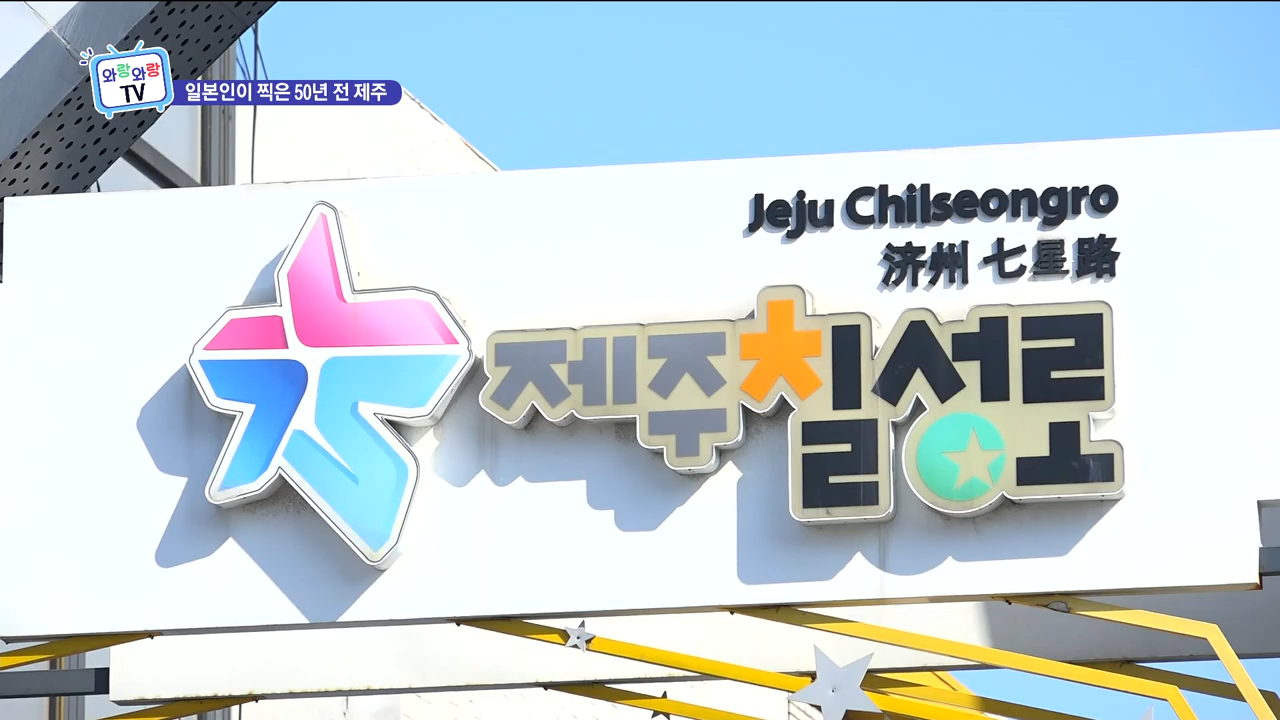 와랑와랑
TV
일본인이 찍은 50년 전 제주
Jeju Chilseongro
济州 七星路
제주칠성로